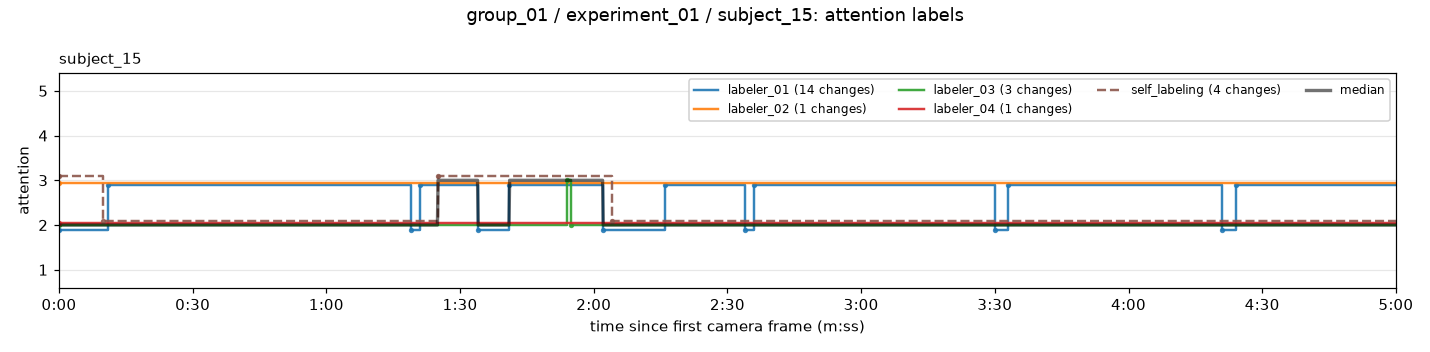 group_01 / experiment_01 / subject_15: attention labels
subject_15
labeler_01 (14 changes)
labeler_02 (1 changes)
labeler_03 (3 changes)
labeler_04 (1 changes)
self_labeling (4 changes)
median
attention
5
4
3
2
1
0:00 0:30 1:00 1:30 2:00 2:30 3:00 3:30 4:00 4:30 5:00
time since first camera frame (m:ss)